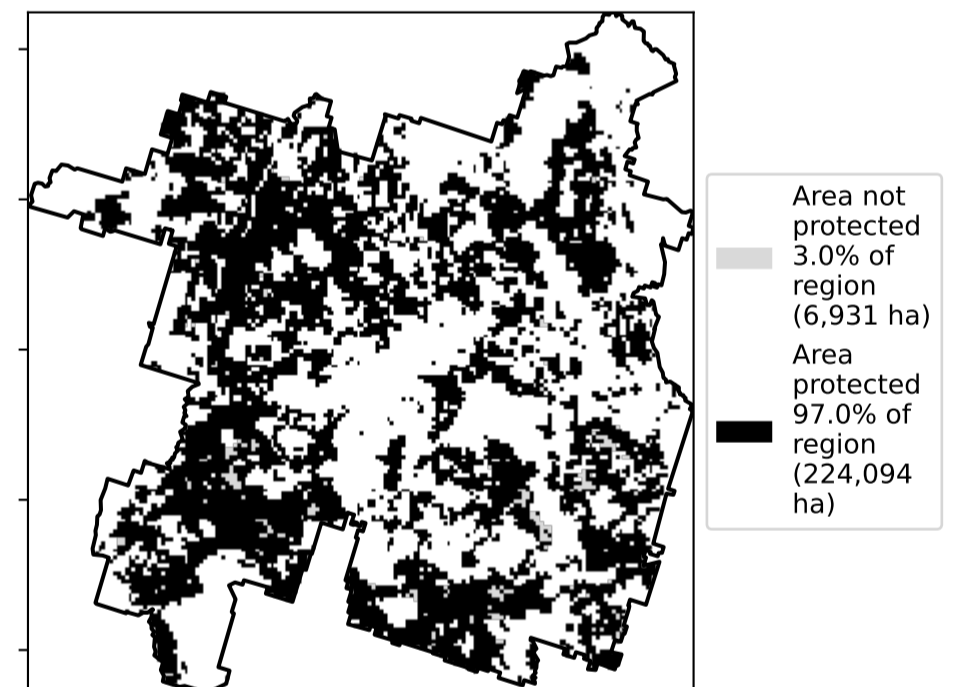 Area not
protected
3.0% of
region
(6,931 ha)
Area
protected
97.0% of
region
(224,094
ha)